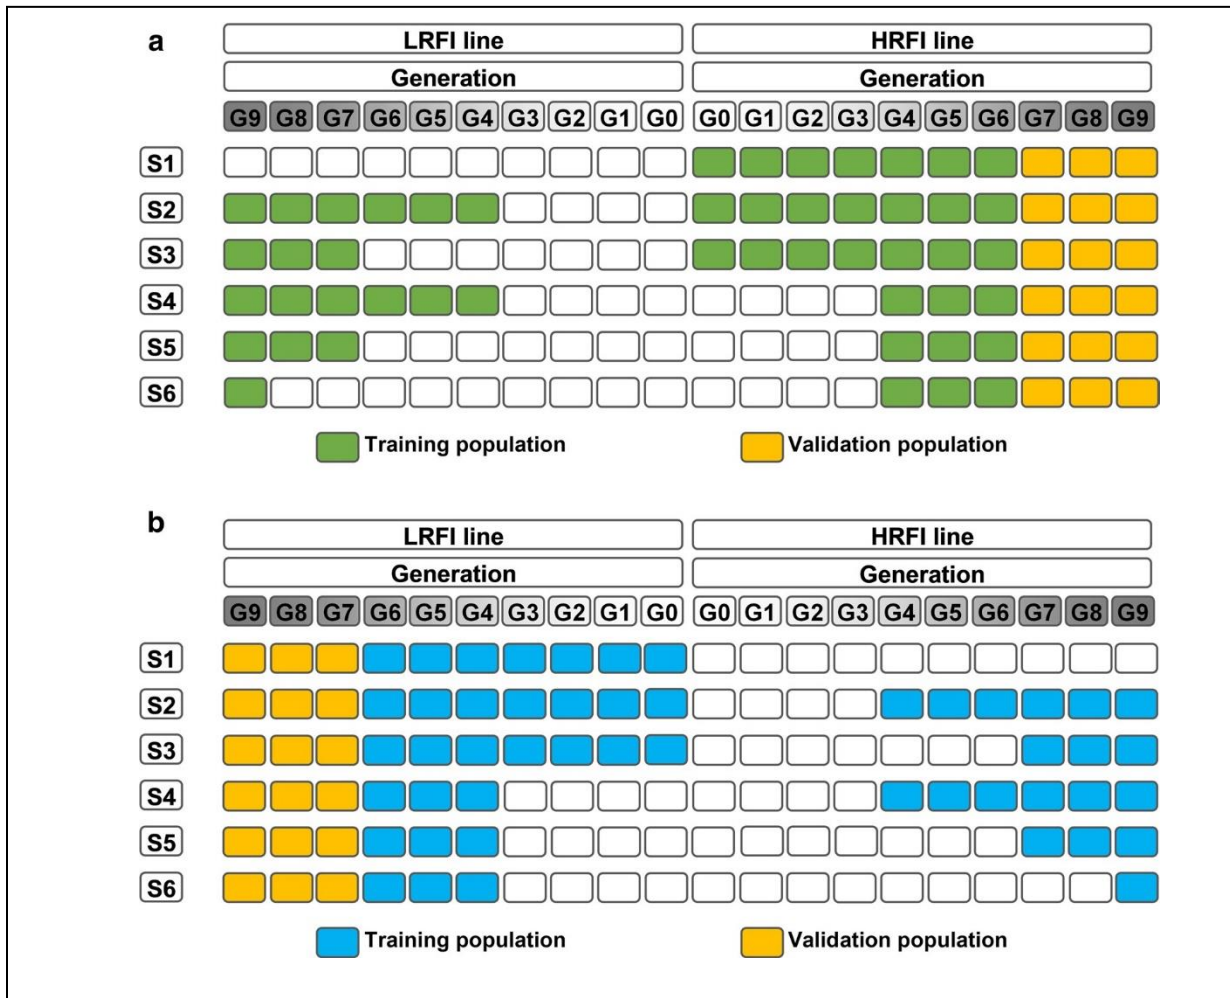 a
LRFI line HRFI line
Generation Generation
G9 G8 G7 G6 G5 G4 G3 G2 G1 G0 G0 G1 G2 G3 G4 G5 G6 G7 G8 G9
S1
S2
S3
S4
S5
S6
Training population Validation population
b
LRFI line HRFI line
Generation Generation
G9 G8 G7 G6 G5 G4 G3 G2 G1 G0 G0 G1 G2 G3 G4 G5 G6 G7 G8 G9
S1
S2
S3
S4
S5
S6
Training population Validation population